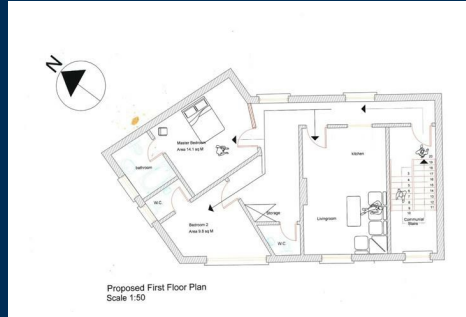 N
Master Bedroom
Area 14.1 sq M
bathroom
kitchen
W.C
Bedroom 2
Area 9.8 sq M
Storage
Livingroom
W.C
Communal
Stairs
Proposed First Floor Plan
Scale 1:50